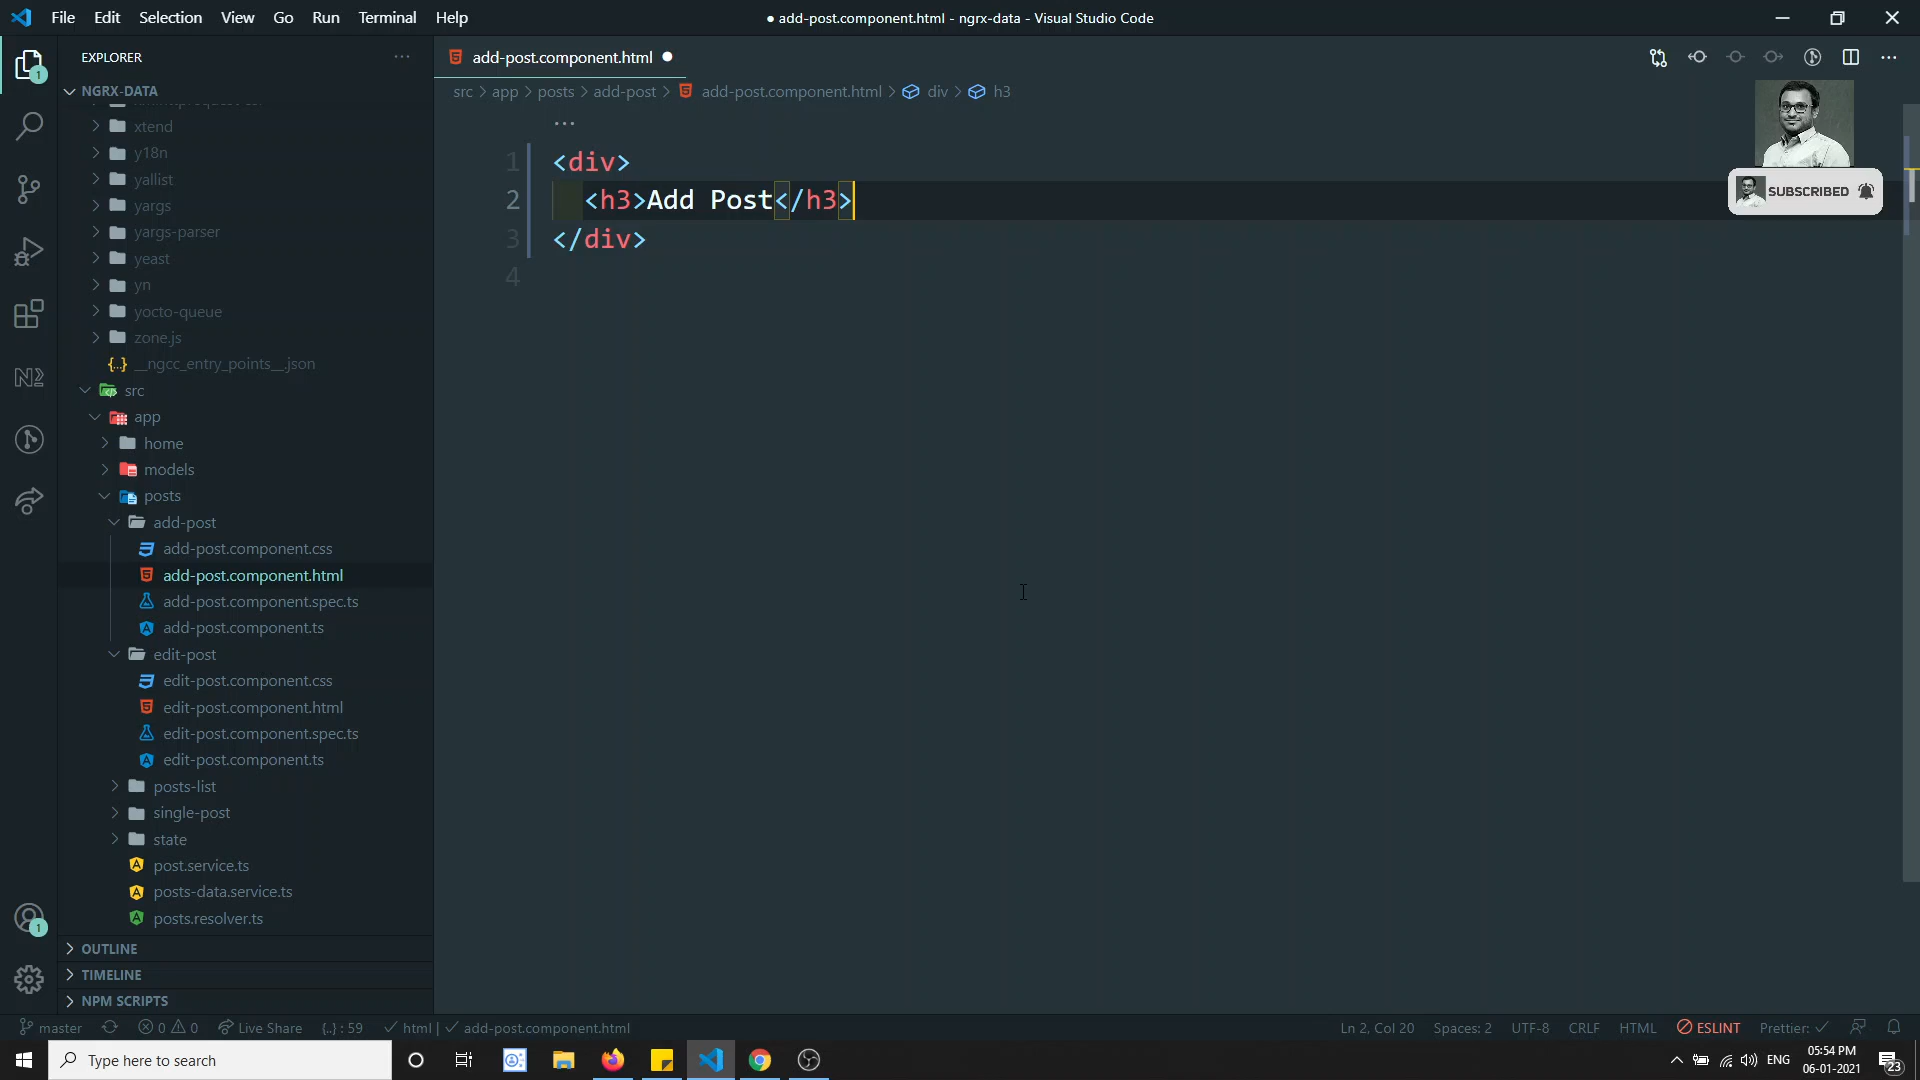 File Edit Selection View Go Run Terminal Help
● add-post.component.html - ngrx-data - Visual Studio Code
EXPLORER
NGRX-DATA
xtend
y18n
yallist
yargs
yargs-parser
yeast
yn
yocto-queue
zone.js
{..} __ngcc_entry_points__.json
src
app
home
models
posts
add-post
add-post.component.css
add-post.component.html
add-post.component.spec.ts
add-post.component.ts
edit-post
edit-post.component.css
edit-post.component.html
edit-post.component.spec.ts
edit-post.component.ts
posts-list
single-post
state
post.service.ts
posts-data.service.ts
posts.resolver.ts
OUTLINE
TIMELINE
NPM SCRIPTS
1
1
add-post.component.html ●
src > app > posts > add-post > add-post.component.html > div > h3
...
1 <div>
2 <h3>Add Post</h3>
3 </div>
4
SUBSCRIBED
master 0 0 Live Share {..} : 59 html | add-post.component.html
Ln 2, Col 20 Spaces: 2 UTF-8 CRLF HTML ESLINT Prettier: ✓
Type here to search
ENG
05:54 PM
06-01-2021
23